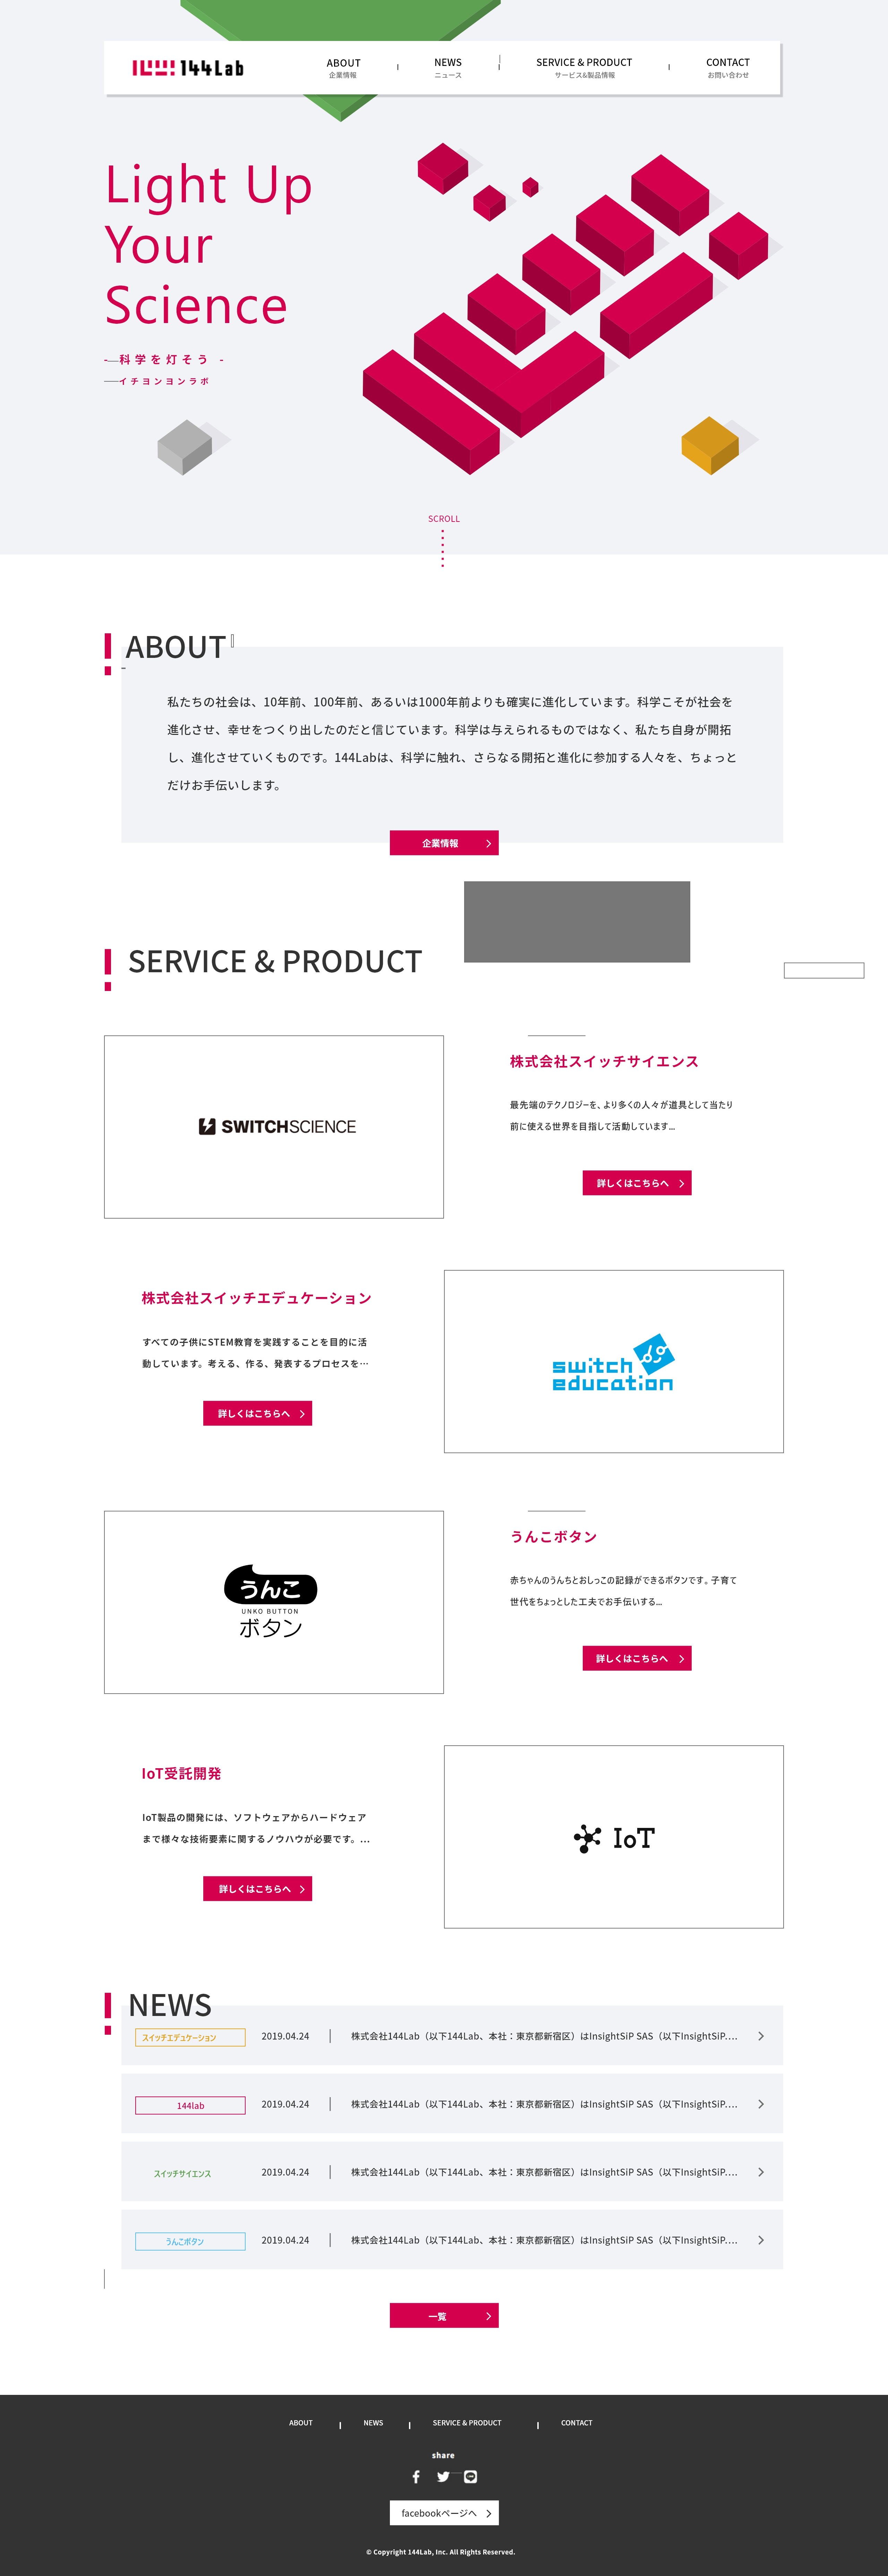 144Lab
ABOUT
企業情報
NEWS
ニュース
SERVICE & PRODUCT
サービス&製品情報
CONTACT
お問い合わせ
Light Up
Your
Science
- 科学を灯そう -
イチヨンヨンラボ
SCROLL
ABOUT
私たちの社会は、10年前、100年前、あるいは1000年前よりも確実に進化しています。科学こそが社会を
進化させ、幸せをつくり出したのだと信じています。科学は与えられるものではなく、私たち自身が開拓
し、進化させていくものです。144Labは、科学に触れ、さらなる開拓と進化に参加する人々を、ちょっと
だけお手伝いします。
企業情報
SERVICE & PRODUCT
SWITCHSCIENCE
株式会社スイッチサイエンス
最先端のテクノロジーを、より多くの人々が道具として当たり
前に使える世界を目指して活動しています...
詳しくはこちらへ
株式会社スイッチエデュケーション
すべての子供にSTEM教育を実践することを目的に活
動しています。考える、作る、発表するプロセスを…
詳しくはこちらへ
switch
education
うんこ
UNKO BUTTON
ボタン
うんこボタン
赤ちゃんのうんちとおしっこの記録ができるボタンです。子育て
世代をちょっとした工夫でお手伝いする...
詳しくはこちらへ
IoT受託開発
IoT製品の開発には、ソフトウェアからハードウェア
まで様々な技術要素に関するノウハウが必要です。...
詳しくはこちらへ
IoT
NEWS
スイッチエデュケーション 2019.04.24 株式会社144Lab（以下144Lab、本社：東京都新宿区）はInsightSiP SAS（以下InsightSiP....
144lab 2019.04.24 株式会社144Lab（以下144Lab、本社：東京都新宿区）はInsightSiP SAS（以下InsightSiP....
スイッチサイエンス 2019.04.24 株式会社144Lab（以下144Lab、本社：東京都新宿区）はInsightSiP SAS（以下InsightSiP....
うんこボタン 2019.04.24 株式会社144Lab（以下144Lab、本社：東京都新宿区）はInsightSiP SAS（以下InsightSiP....
一覧
ABOUT NEWS SERVICE & PRODUCT CONTACT
share
facebookページへ
© Copyright 144Lab, Inc. All Rights Reserved.